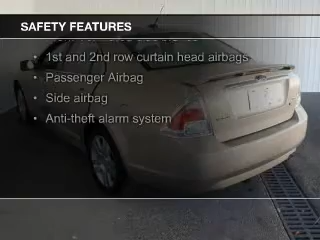 SAFETY FEATURES
• 1st and 2nd row curtain head airbags
• Passenger Airbag
• Side airbag
• Anti-theft alarm system